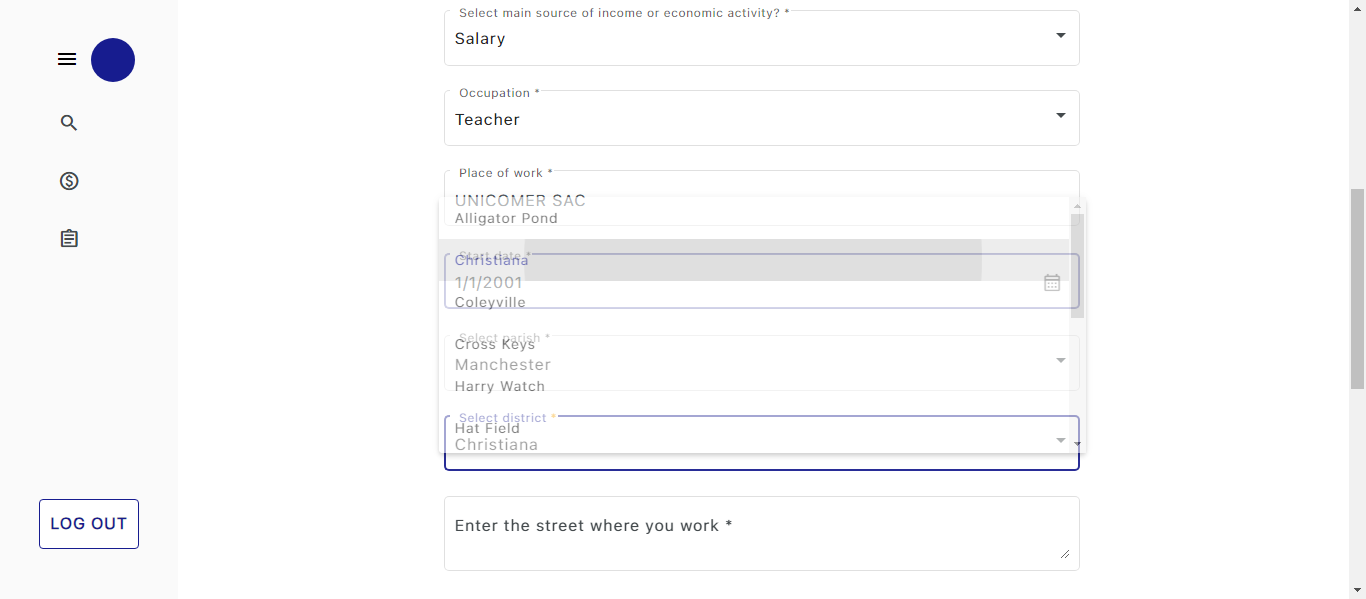 Select main source of income or economic activity? *
Salary
Occupation *
Teacher
Place of work *
UNICOMER SAC
Alligator Pond
Start date *
Christiana
1/1/2001
Coleyville
Select parish *
Cross Keys
Manchester
Harry Watch
Select district *
Hat Field
Christiana
LOG OUT
Enter the street where you work *